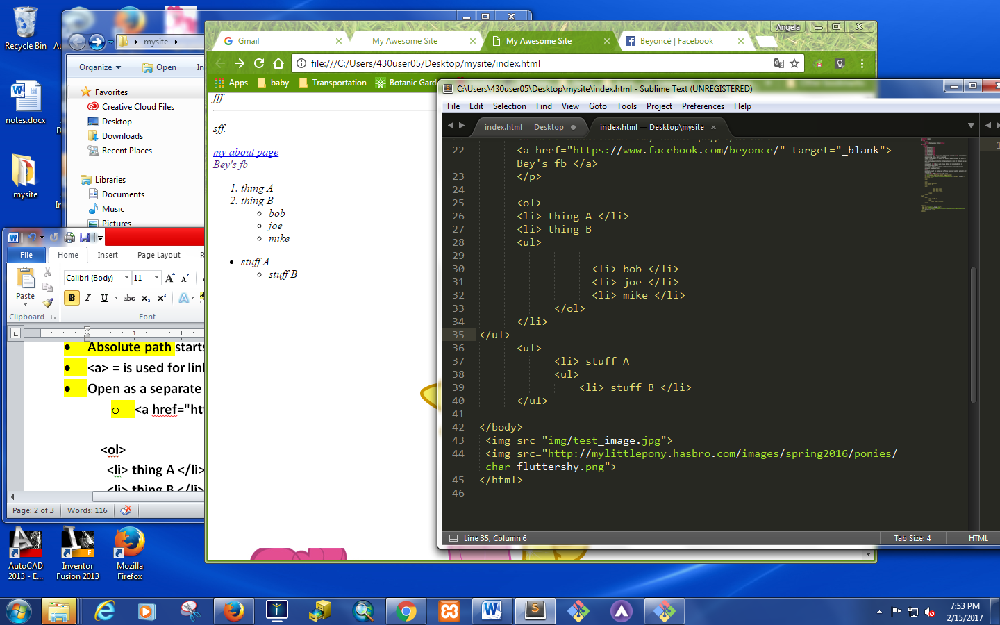 Recycle Bin
notes.docx
mysite
mysite
Organize
Open
Favorites
Creative Cloud Files
Desktop
Downloads
Recent Places
Libraries
Documents
Music
Pictures
File
Home
Insert
Page Layout
Paste
Calibri (Body)
11
B I U abc x₂ x² A
Clipboard
Font
1
• Absolute path starts
• <a> = is used for
• Open as a separate
o <a href="
<ol>
<li> thing A </li>
<li> thing B </li>
Page: 2 of 3
Words: 116
Angela
Gmail
My Awesome Site
My Awesome Site
Beyoncé | Facebook
file:///C:/Users/430user05/Desktop/mysite/index.html
Apps
baby
Transportation
Botanic Gard
fff
sff.
my about page
Bey's fb
1. thing A
2. thing B
bob
joe
mike
stuff A
stuff B
C:\Users\430user05\Desktop\mysite\index.html - Sublime Text (UNREGISTERED)
File Edit Selection Find View Goto Tools Project Preferences Help
index.html — Desktop
index.html — Desktop\mysite
22 <a href="https://www.facebook.com/beyonce/" target="_blank">
Bey's fb </a>
23 </p>
24
25 <ol>
26 <li> thing A </li>
27 <li> thing B
28 <ul>
29
30 <li> bob </li>
31 <li> joe </li>
32 <li> mike </li>
33 </ol>
34 </li>
35 </ul>
36 <ul>
37 <li> stuff A
38 <ul>
39 <li> stuff B </li>
40 </ul>
41
42 </body>
43 <img src="img/test_image.jpg">
44 <img src="http://mylittlepony.hasbro.com/images/spring2016/ponies/
char_fluttershy.png">
45 </html>
46
1
Line 35, Column 6
Tab Size: 4
HTML
AutoCAD
2013 - E...
Inventor
Fusion 2013
Mozilla
Firefox
7:53 PM
2/15/2017